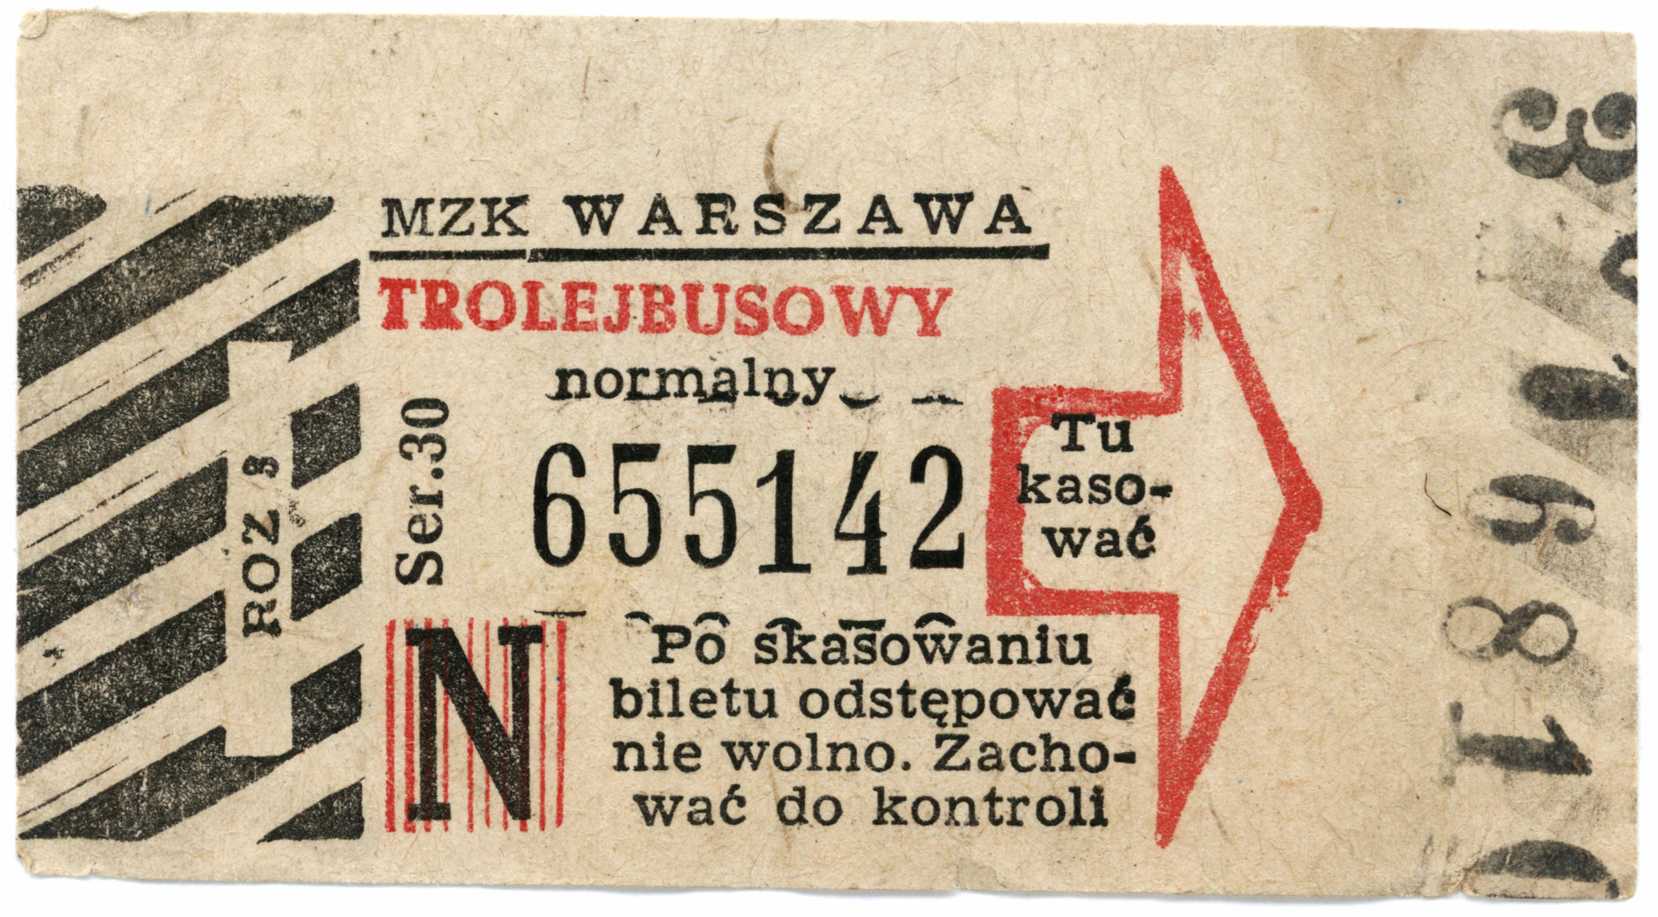 MZK WARSZAWA
TROLEJBUSOWY
normalny
ROZ 8
Ser.30
655142
Tu
kaso-
wać
N
Po skasowaniu
biletu odstępować
nie wolno. Zacho-
wać do kontroli